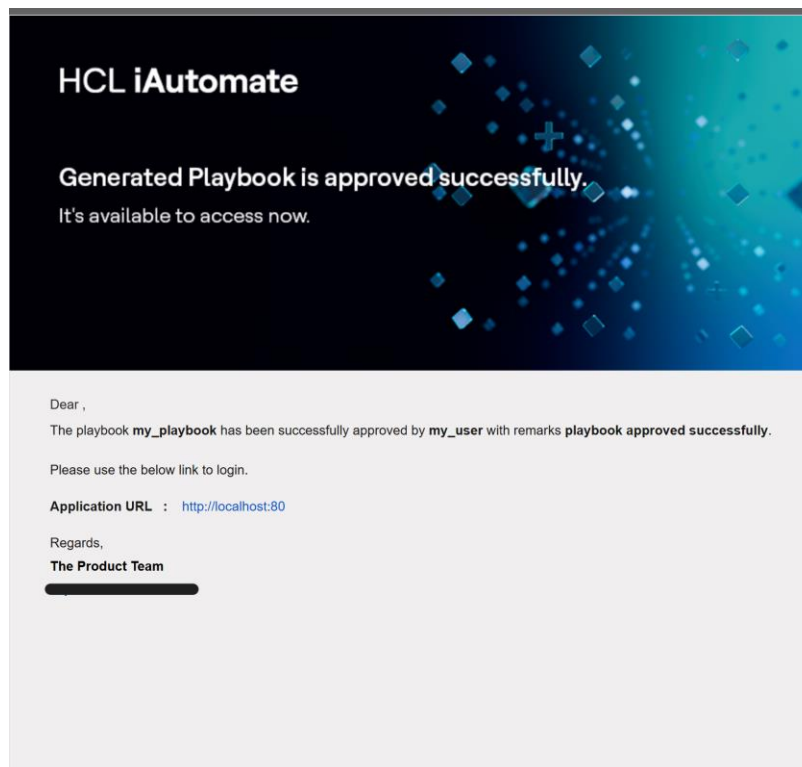 HCL iAutomate
Generated Playbook is approved successfully.
It's available to access now.
Dear ,
The playbook my_playbook has been successfully approved by my_user with remarks playbook approved successfully.
Please use the below link to login.
Application URL : http://localhost:80
Regards,
The Product Team